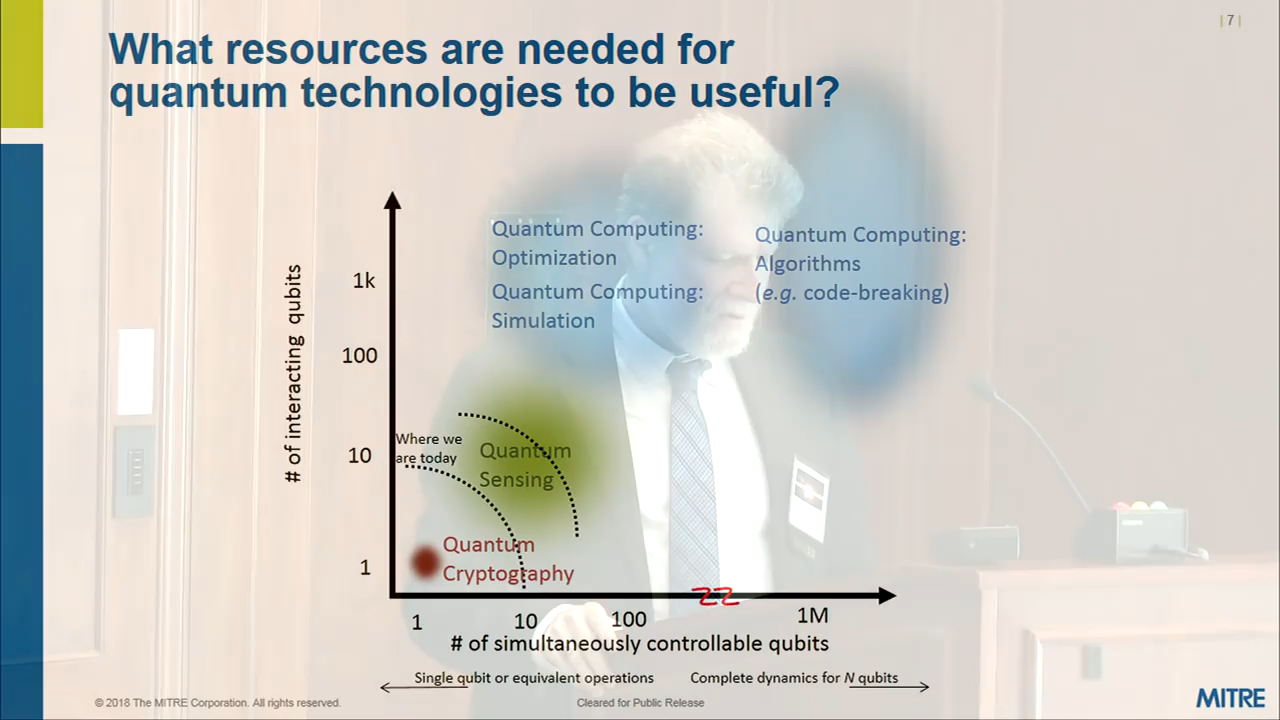 | 7 |
What resources are needed for
quantum technologies to be useful?
# of interacting qubits
1k
100
10
1
Quantum Computing:
Optimization
Quantum Computing:
Simulation
Quantum Computing:
Algorithms
(e.g. code-breaking)
Where we
are today
Quantum
Sensing
Quantum
Cryptography
1
10
100
1M
# of simultaneously controllable qubits
Single qubit or equivalent operations
Complete dynamics for N qubits
© 2018 The MITRE Corporation. All rights reserved.
Cleared for Public Release
MITRE